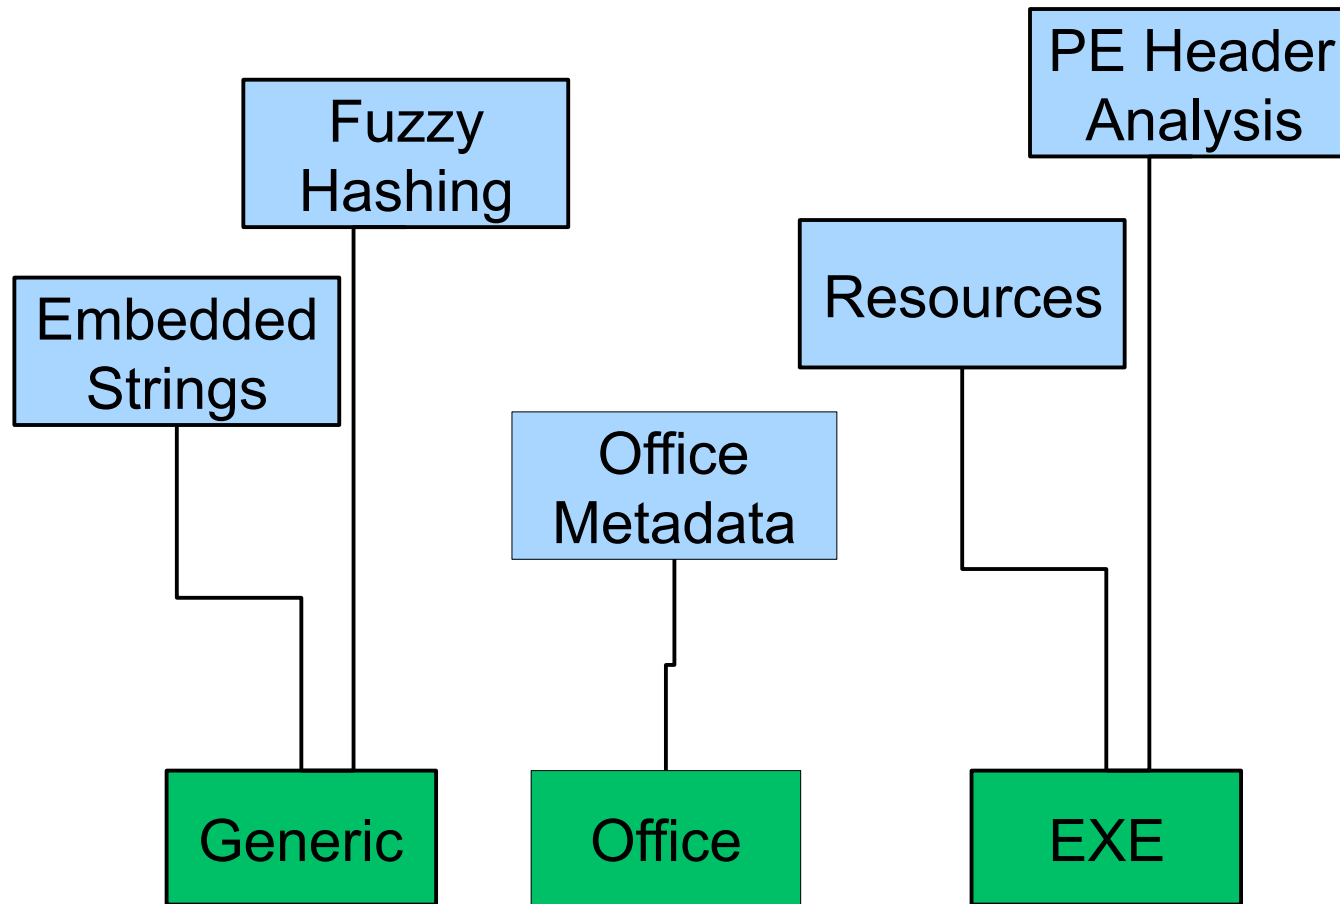 PE Header
Analysis
Fuzzy
Hashing
Resources
Embedded
Strings
Office
Metadata
Generic
Office
EXE